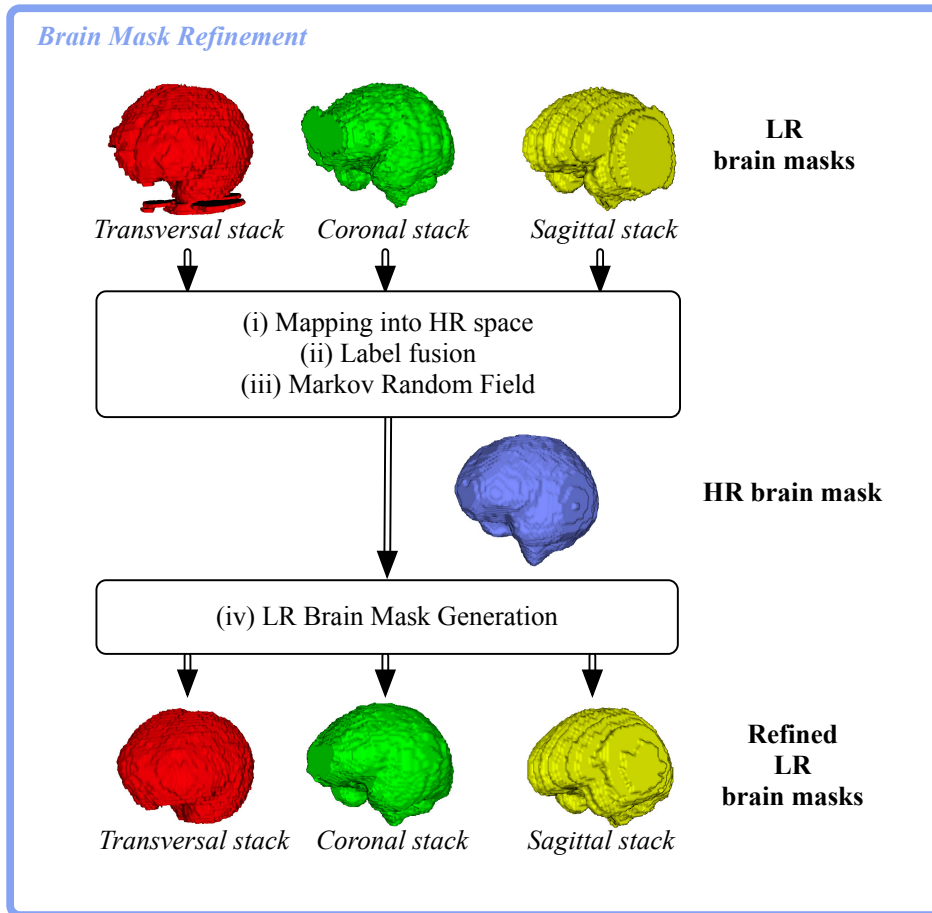 Brain Mask Refinement
LR
brain masks
Transversal stack
Coronal stack
Sagittal stack
(i) Mapping into HR space
(ii) Label fusion
(iii) Markov Random Field
HR brain mask
(iv) LR Brain Mask Generation
Refined
LR
brain masks
Transversal stack
Coronal stack
Sagittal stack